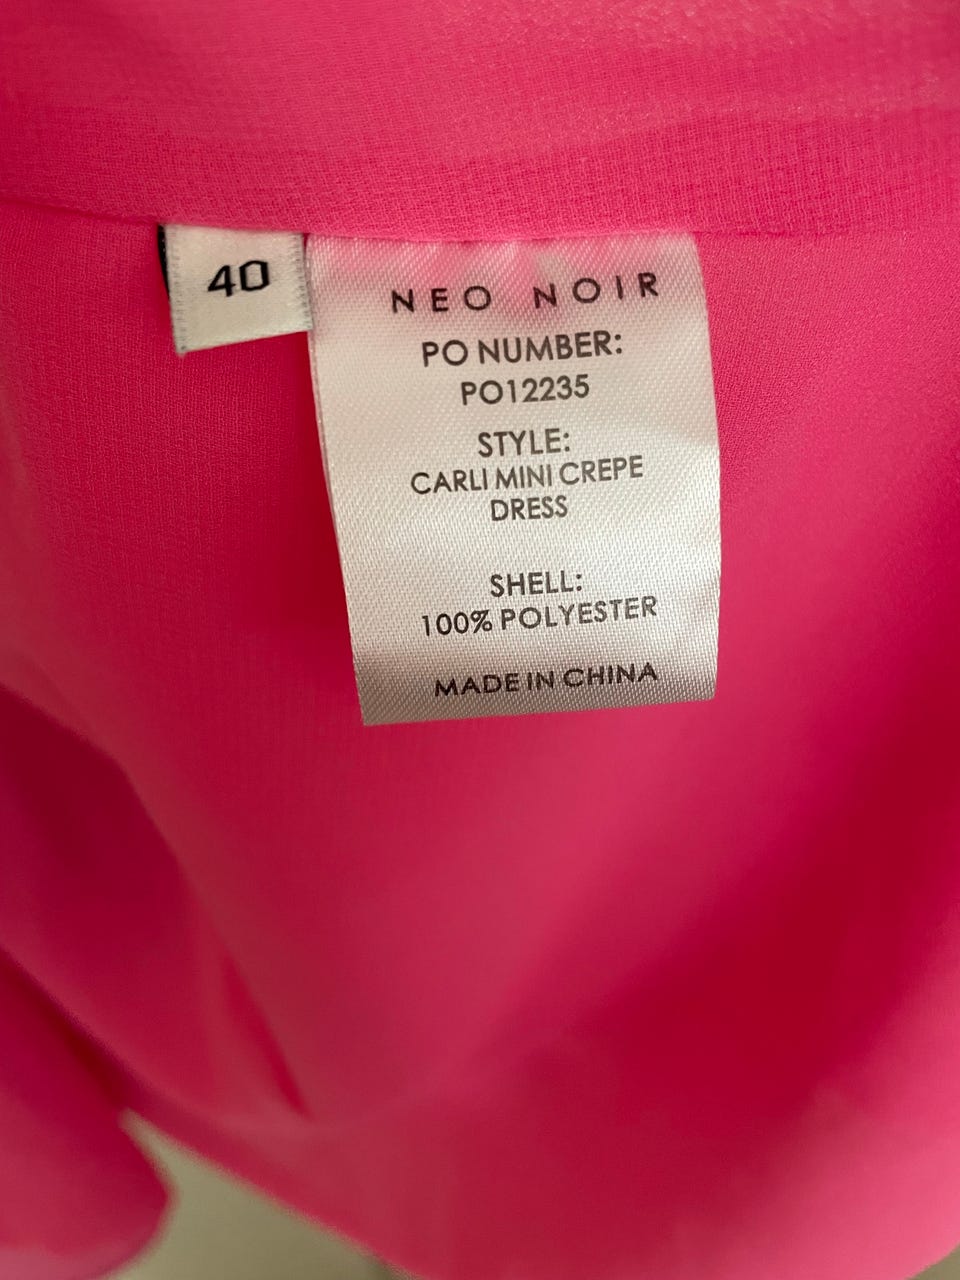 40
NEO NOIR
PO NUMBER:
PO12235
STYLE:
CARLI MINI CREPE
DRESS
SHELL:
100% POLYESTER
MADE IN CHINA